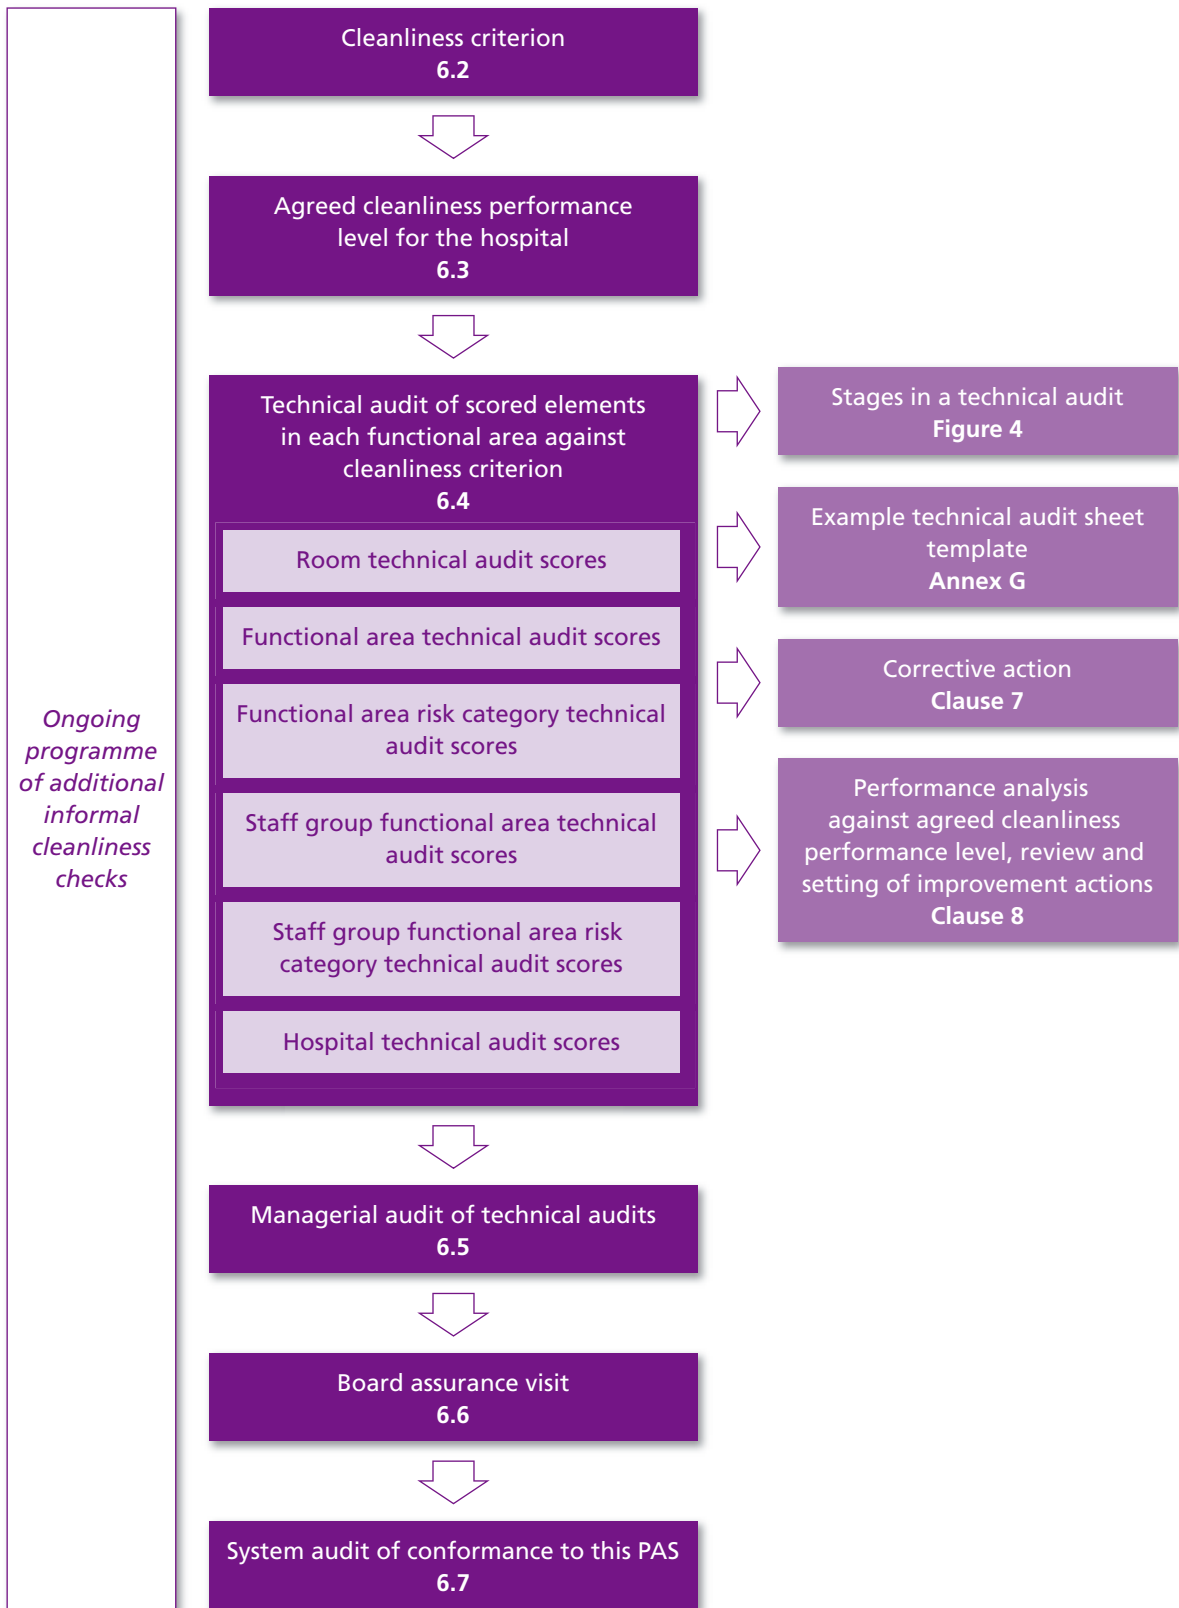 Cleanliness criterion
6.2
Agreed cleanliness performance
level for the hospital
6.3
Technical audit of scored elements
in each functional area against
cleanliness criterion
6.4
Room technical audit scores
Functional area technical audit scores
Functional area risk category technical
audit scores
Staff group functional area technical
audit scores
Staff group functional area risk
category technical audit scores
Hospital technical audit scores
Stages in a technical audit
Figure 4
Example technical audit sheet
template
Annex G
Corrective action
Clause 7
Performance analysis
against agreed cleanliness
performance level, review and
setting of improvement actions
Clause 8
Managerial audit of technical audits
6.5
Board assurance visit
6.6
System audit of conformance to this PAS
6.7
Ongoing
programme
of additional
informal
cleanliness
checks